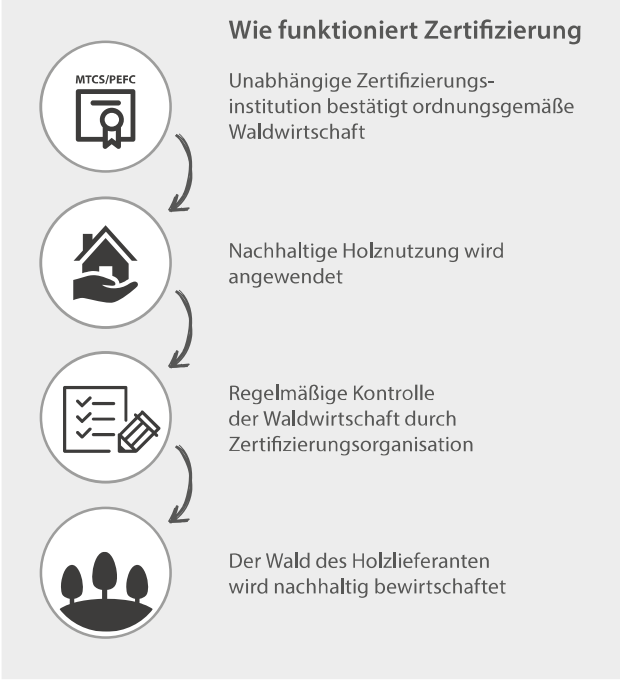 Wie funktioniert Zertifizierung
MTCS/PEFC
Unabhängige Zertifizierungs-
institution bestätigt ordnungsgemäße
Waldwirtschaft
Nachhaltige Holznutzung wird
angewendet
Regelmäßige Kontrolle
der Waldwirtschaft durch
Zertifizierungsorganisation
Der Wald des Holzlieferanten
wird nachhaltig bewirtschaftet